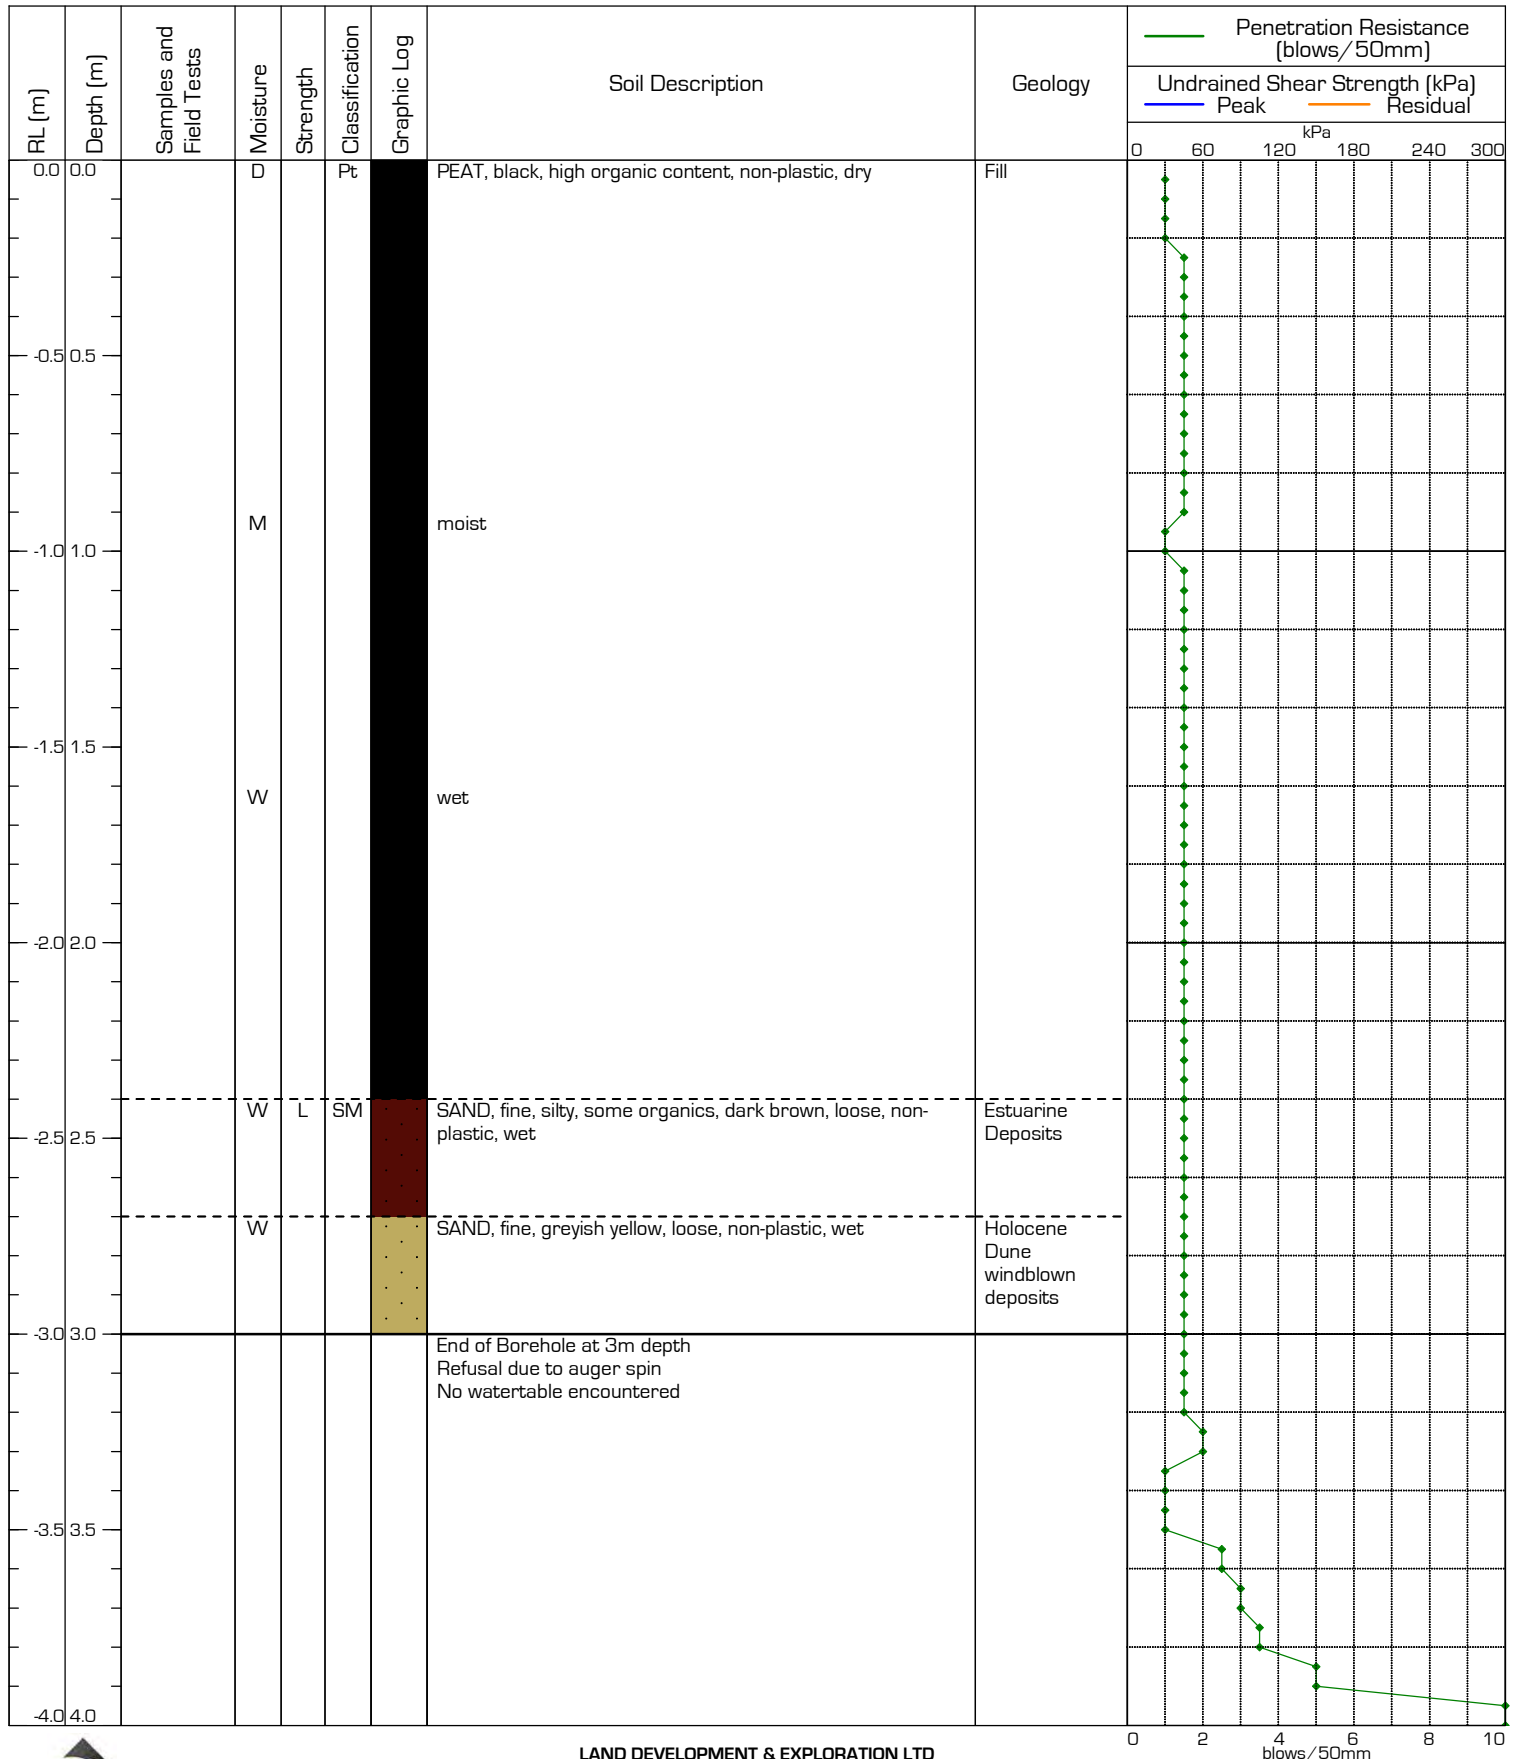 RL (m)
Depth (m)
Samples and
Field Tests
Moisture
Strength
Classification
Graphic Log
Soil Description
Geology
Penetration Resistance
(blows/50mm)
Undrained Shear Strength (kPa)
Peak
Residual
kPa
0 60 120 180 240 300
0.0 0.0 D Pt PEAT, black, high organic content, non-plastic, dry Fill
-0.5 0.5
M moist
-1.0 1.0
-1.5 1.5
W wet
-2.0 2.0
W L SM SAND, fine, silty, some organics, dark brown, loose, non- Estuarine
-2.5 2.5 plastic, wet Deposits
W SAND, fine, greyish yellow, loose, non-plastic, wet Holocene
Dune
windblown
deposits
-3.0 3.0
End of Borehole at 3m depth
Refusal due to auger spin
No watertable encountered
-3.5 3.5
-4.0 4.0
0 2 4 6 8 10
blows/50mm
LAND DEVELOPMENT & EXPLORATION LTD